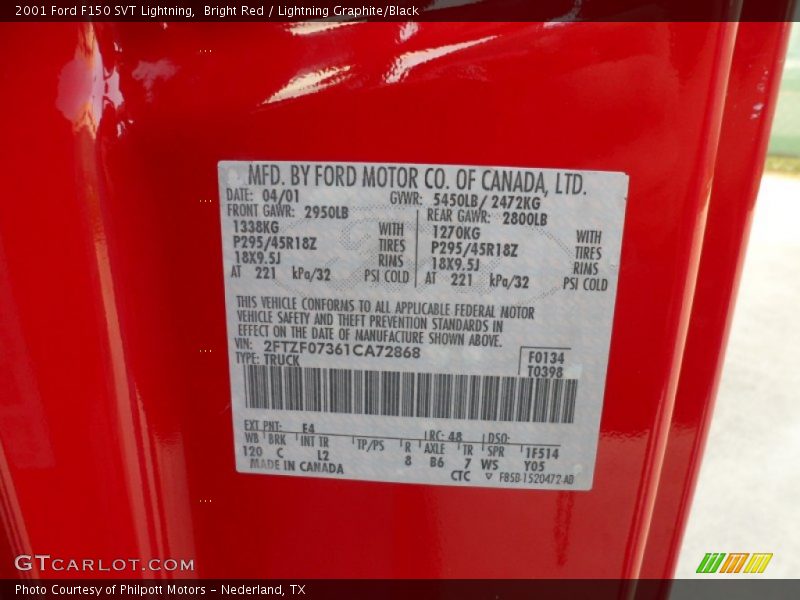 2001 Ford F150 SVT Lightning,  Bright Red / Lightning Graphite/Black
MFD. BY FORD MOTOR CO. OF CANADA, LTD.
DATE: 04/01 GVWR: 5450LB/ 2472KG
FRONT GAWR: 2950LB REAR GAWR: 2800LB
1338KG WITH 1270KG WITH
P295/45R18Z TIRES P295/45R18Z TIRES
18X9.5J RIMS 18X9.5J RIMS
AT 221 kPa/32 PSI COLD AT 221 kPa/32 PSI COLD
THIS VEHICLE CONFORMS TO ALL APPLICABLE FEDERAL MOTOR
VEHICLE SAFETY AND THEFT PREVENTION STANDARDS IN
EFFECT ON THE DATE OF MANUFACTURE SHOWN ABOVE.
VIN: 2FTZF07361CA72868 F0134
TYPE: TRUCK T0398
EXT PNT: E4 RC: 48 DSO:
WB BRK INT TR TP/PS R AXLE TR SPR 1F514
120 C L2 8 B6 7 WS Y05
MADE IN CANADA CTC ▽ F85B-1520472-AB
GTCARLOT.COM
Photo Courtesy of Philpott Motors - Nederland, TX